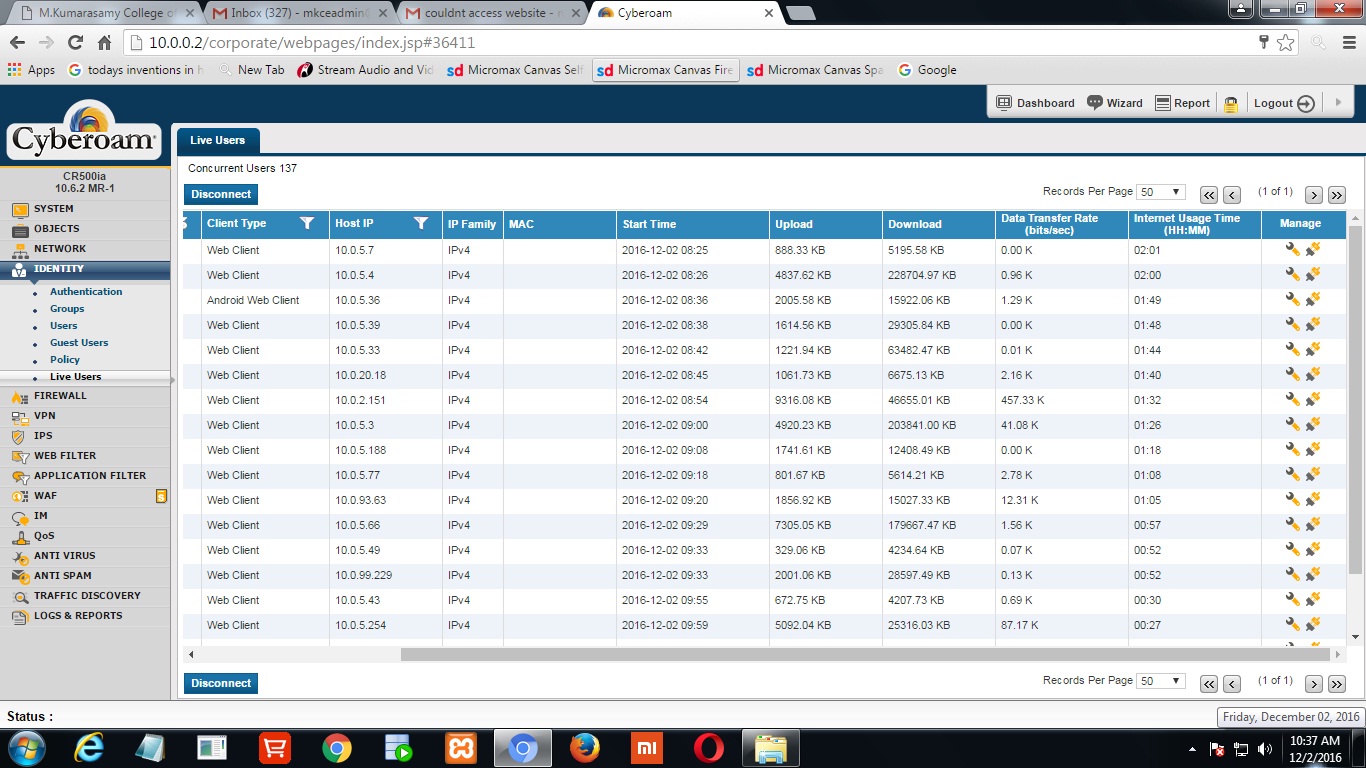 M.Kumarasamy College of
Inbox (327) - mkceadmin@
couldnt access website - r
Cyberoam
10.0.0.2/corporate/webpages/index.jsp#36411
Apps
todays inventions in h
New Tab
Stream Audio and Vid
Micromax Canvas Self
Micromax Canvas Fire
Micromax Canvas Spa
Google
Dashboard
Wizard
Report
Logout
Cyberoam
CR500ia
10.6.2 MR-1
SYSTEM
OBJECTS
NETWORK
IDENTITY
Authentication
Groups
Users
Guest Users
Policy
Live Users
FIREWALL
VPN
IPS
WEB FILTER
APPLICATION FILTER
WAF
IM
QoS
ANTI VIRUS
ANTI SPAM
TRAFFIC DISCOVERY
LOGS & REPORTS
Live Users
Concurrent Users 137
Disconnect
Records Per Page 50 (1 of 1)
Client Type Host IP IP Family MAC Start Time Upload Download Data Transfer Rate (bits/sec) Internet Usage Time (HH:MM) Manage
Web Client 10.0.5.7 IPv4 2016-12-02 08:25 888.33 KB 5195.58 KB 0.00 K 02:01
Web Client 10.0.5.4 IPv4 2016-12-02 08:26 4837.62 KB 228704.97 KB 0.96 K 02:00
Android Web Client 10.0.5.36 IPv4 2016-12-02 08:36 2005.58 KB 15922.06 KB 1.29 K 01:49
Web Client 10.0.5.39 IPv4 2016-12-02 08:38 1614.56 KB 29305.84 KB 0.00 K 01:48
Web Client 10.0.5.33 IPv4 2016-12-02 08:42 1221.94 KB 63482.47 KB 0.01 K 01:44
Web Client 10.0.20.18 IPv4 2016-12-02 08:45 1061.73 KB 6675.13 KB 2.16 K 01:40
Web Client 10.0.2.151 IPv4 2016-12-02 08:54 9316.08 KB 46655.01 KB 457.33 K 01:32
Web Client 10.0.5.3 IPv4 2016-12-02 09:00 4920.23 KB 203841.00 KB 41.08 K 01:26
Web Client 10.0.5.188 IPv4 2016-12-02 09:08 1741.61 KB 12408.49 KB 0.00 K 01:18
Web Client 10.0.5.77 IPv4 2016-12-02 09:18 801.67 KB 5614.21 KB 2.78 K 01:08
Web Client 10.0.93.63 IPv4 2016-12-02 09:20 1856.92 KB 15027.33 KB 12.31 K 01:05
Web Client 10.0.5.66 IPv4 2016-12-02 09:29 7305.05 KB 179667.47 KB 1.56 K 00:57
Web Client 10.0.5.49 IPv4 2016-12-02 09:33 329.06 KB 4234.64 KB 0.07 K 00:52
Web Client 10.0.99.229 IPv4 2016-12-02 09:33 2001.06 KB 28597.49 KB 0.13 K 00:52
Web Client 10.0.5.43 IPv4 2016-12-02 09:55 672.75 KB 4207.73 KB 0.69 K 00:30
Web Client 10.0.5.254 IPv4 2016-12-02 09:59 5092.04 KB 25316.03 KB 87.17 K 00:27
Disconnect
Records Per Page 50 (1 of 1)
Status :
Friday, December 02, 2016
10:37 AM
12/2/2016